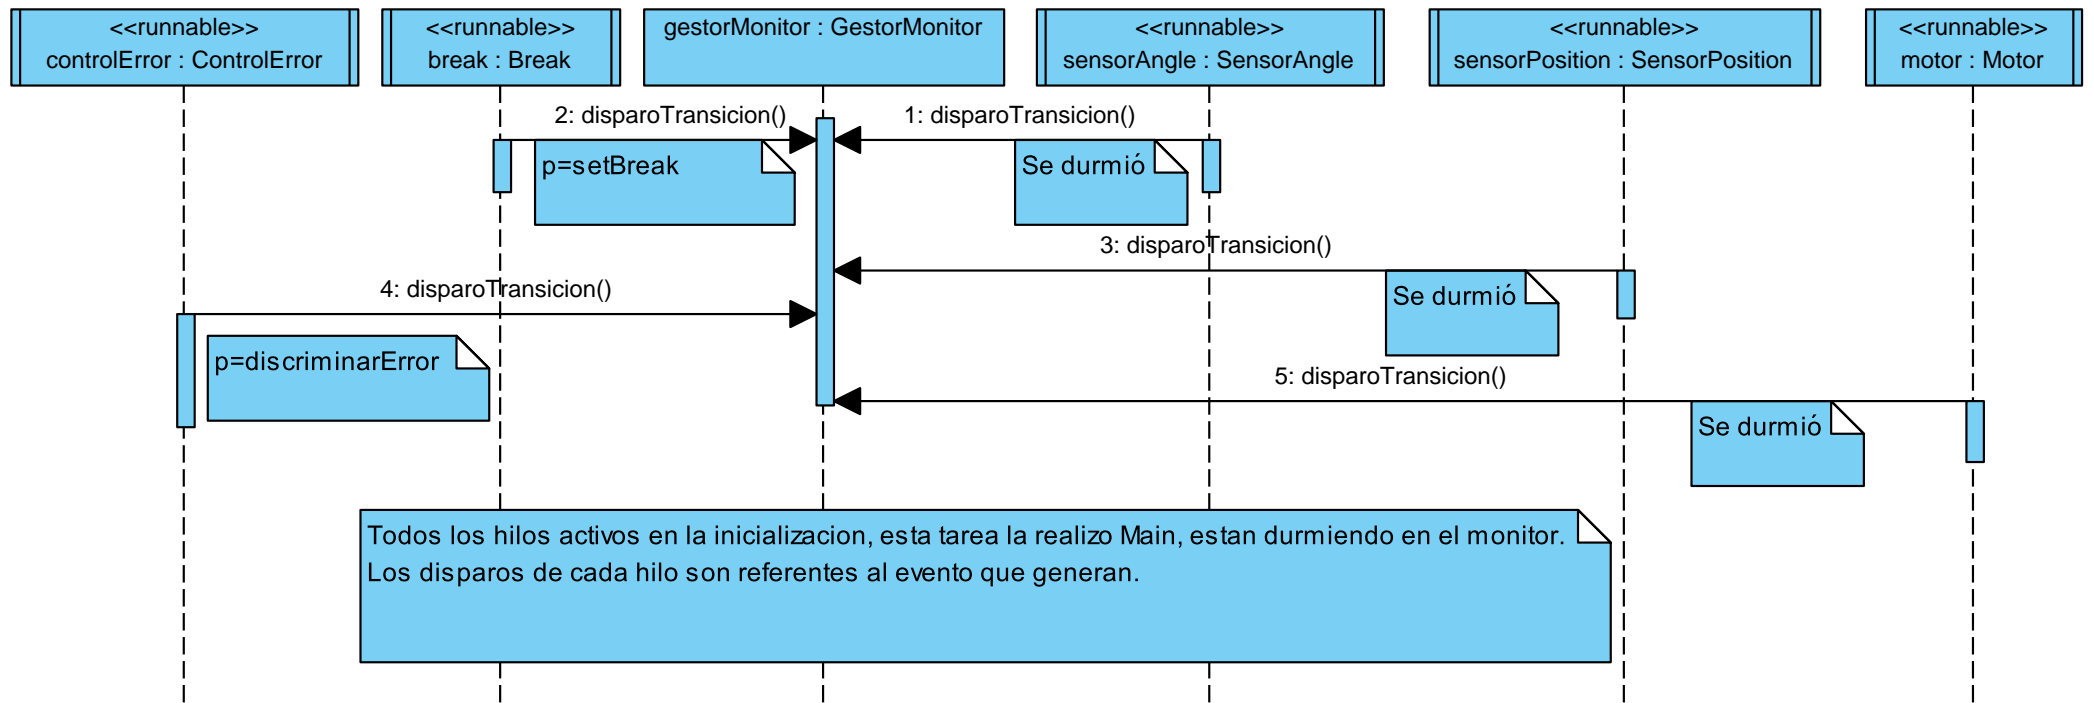 <<runnable>>
controlError : ControlError
<<runnable>>
break : Break
gestorMonitor : GestorMonitor
<<runnable>>
sensorAngle : SensorAngle
<<runnable>>
sensorPosition : SensorPosition
<<runnable>>
motor : Motor
2: disparoTransicion()
1: disparoTransicion()
p=setBreak
Se durmió
3: disparoTransicion()
4: disparoTransicion()
Se durmió
p=discriminarError
5: disparoTransicion()
Se durmió
Todos los hilos activos en la inicializacion, esta tarea la realizo Main, estan durmiendo en el monitor.
Los disparos de cada hilo son referentes al evento que generan.